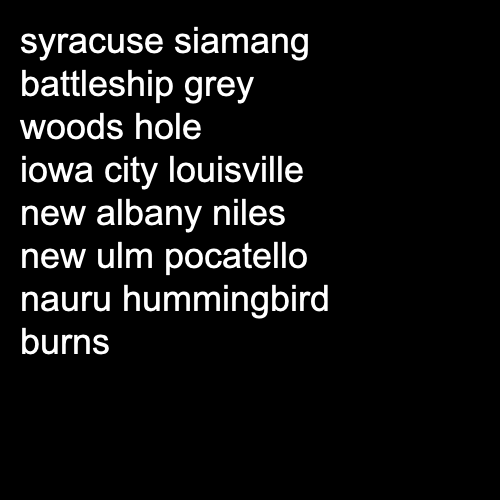 syracuse siamang
battleship grey
woods hole
iowa city louisville
new albany niles
new ulm pocatello
nauru hummingbird
burns